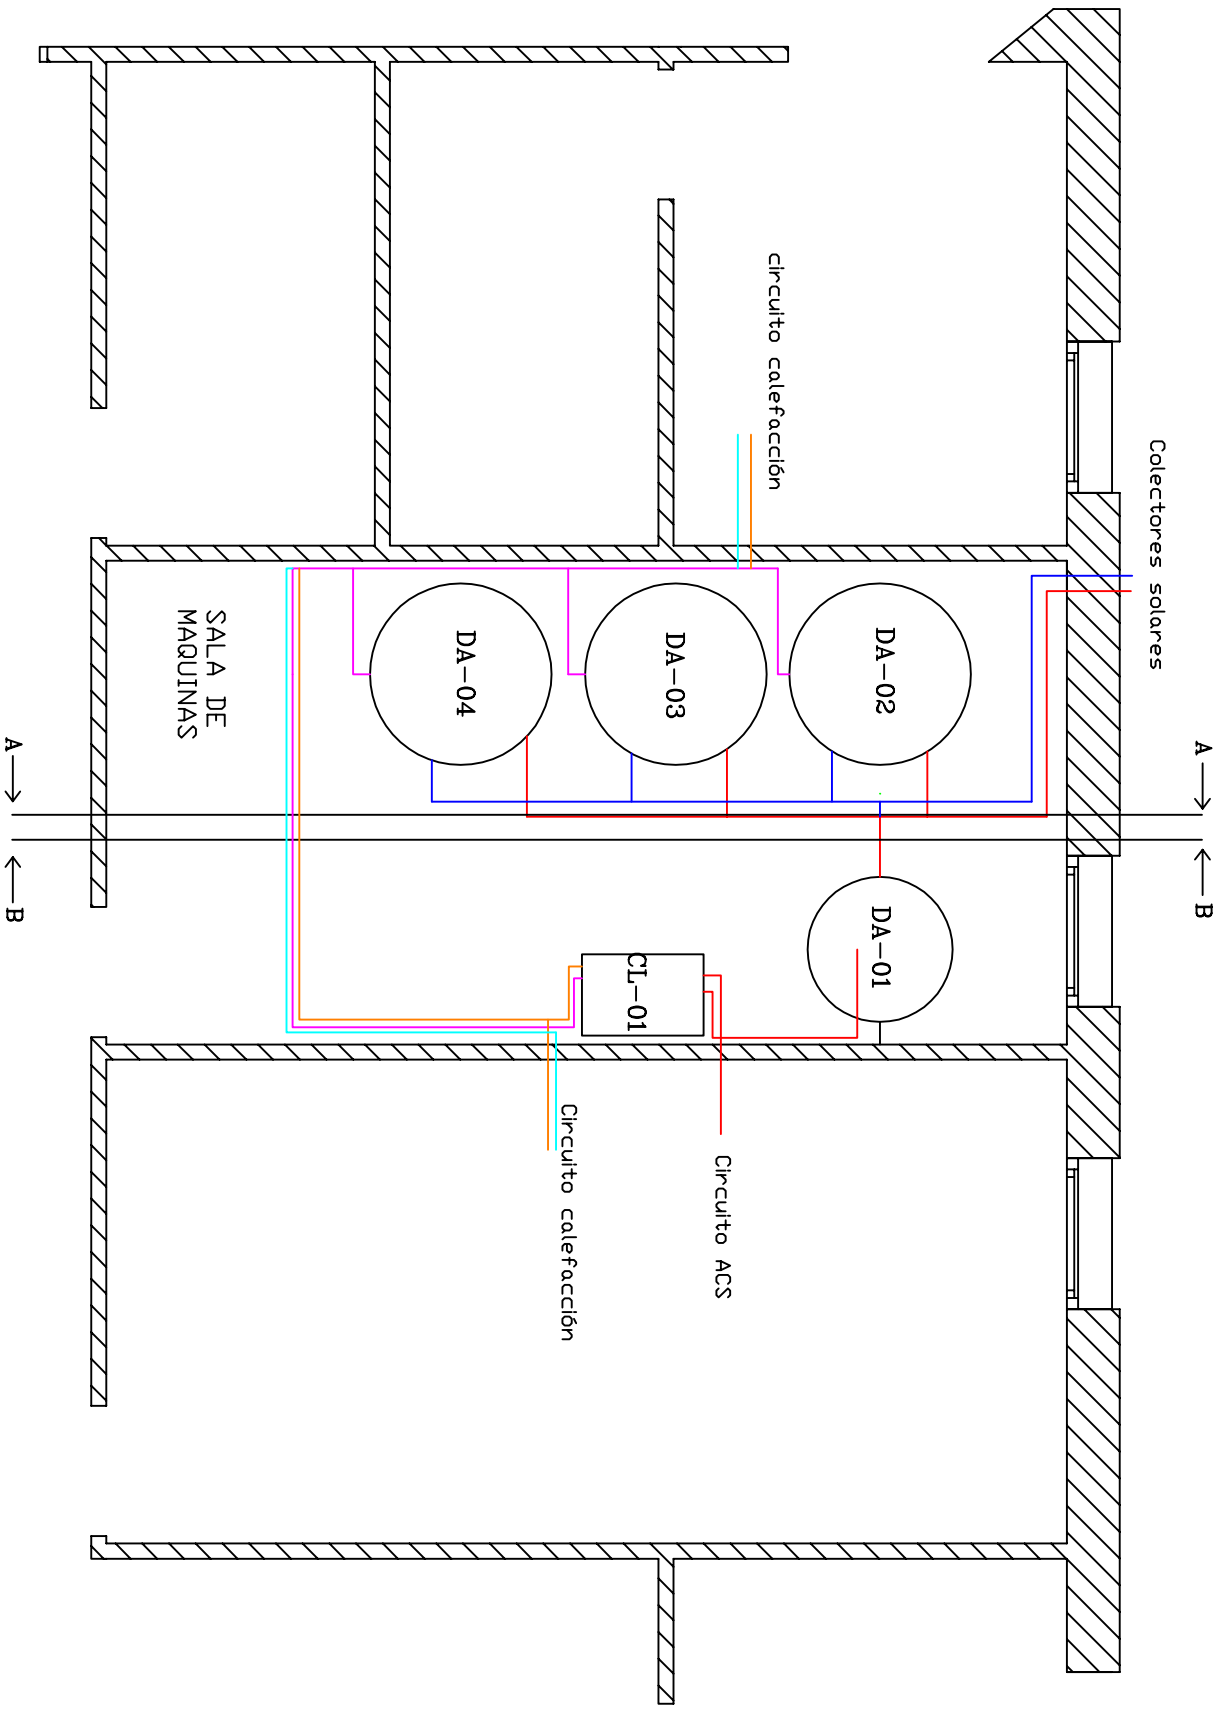 Colectores solares
circuito calefacción
A
A
DA-02
DA-03
DA-04
SALA DE
MAQUINAS
B
B
DA-01
CL-01
Circuito ACS
Circuito calefacción